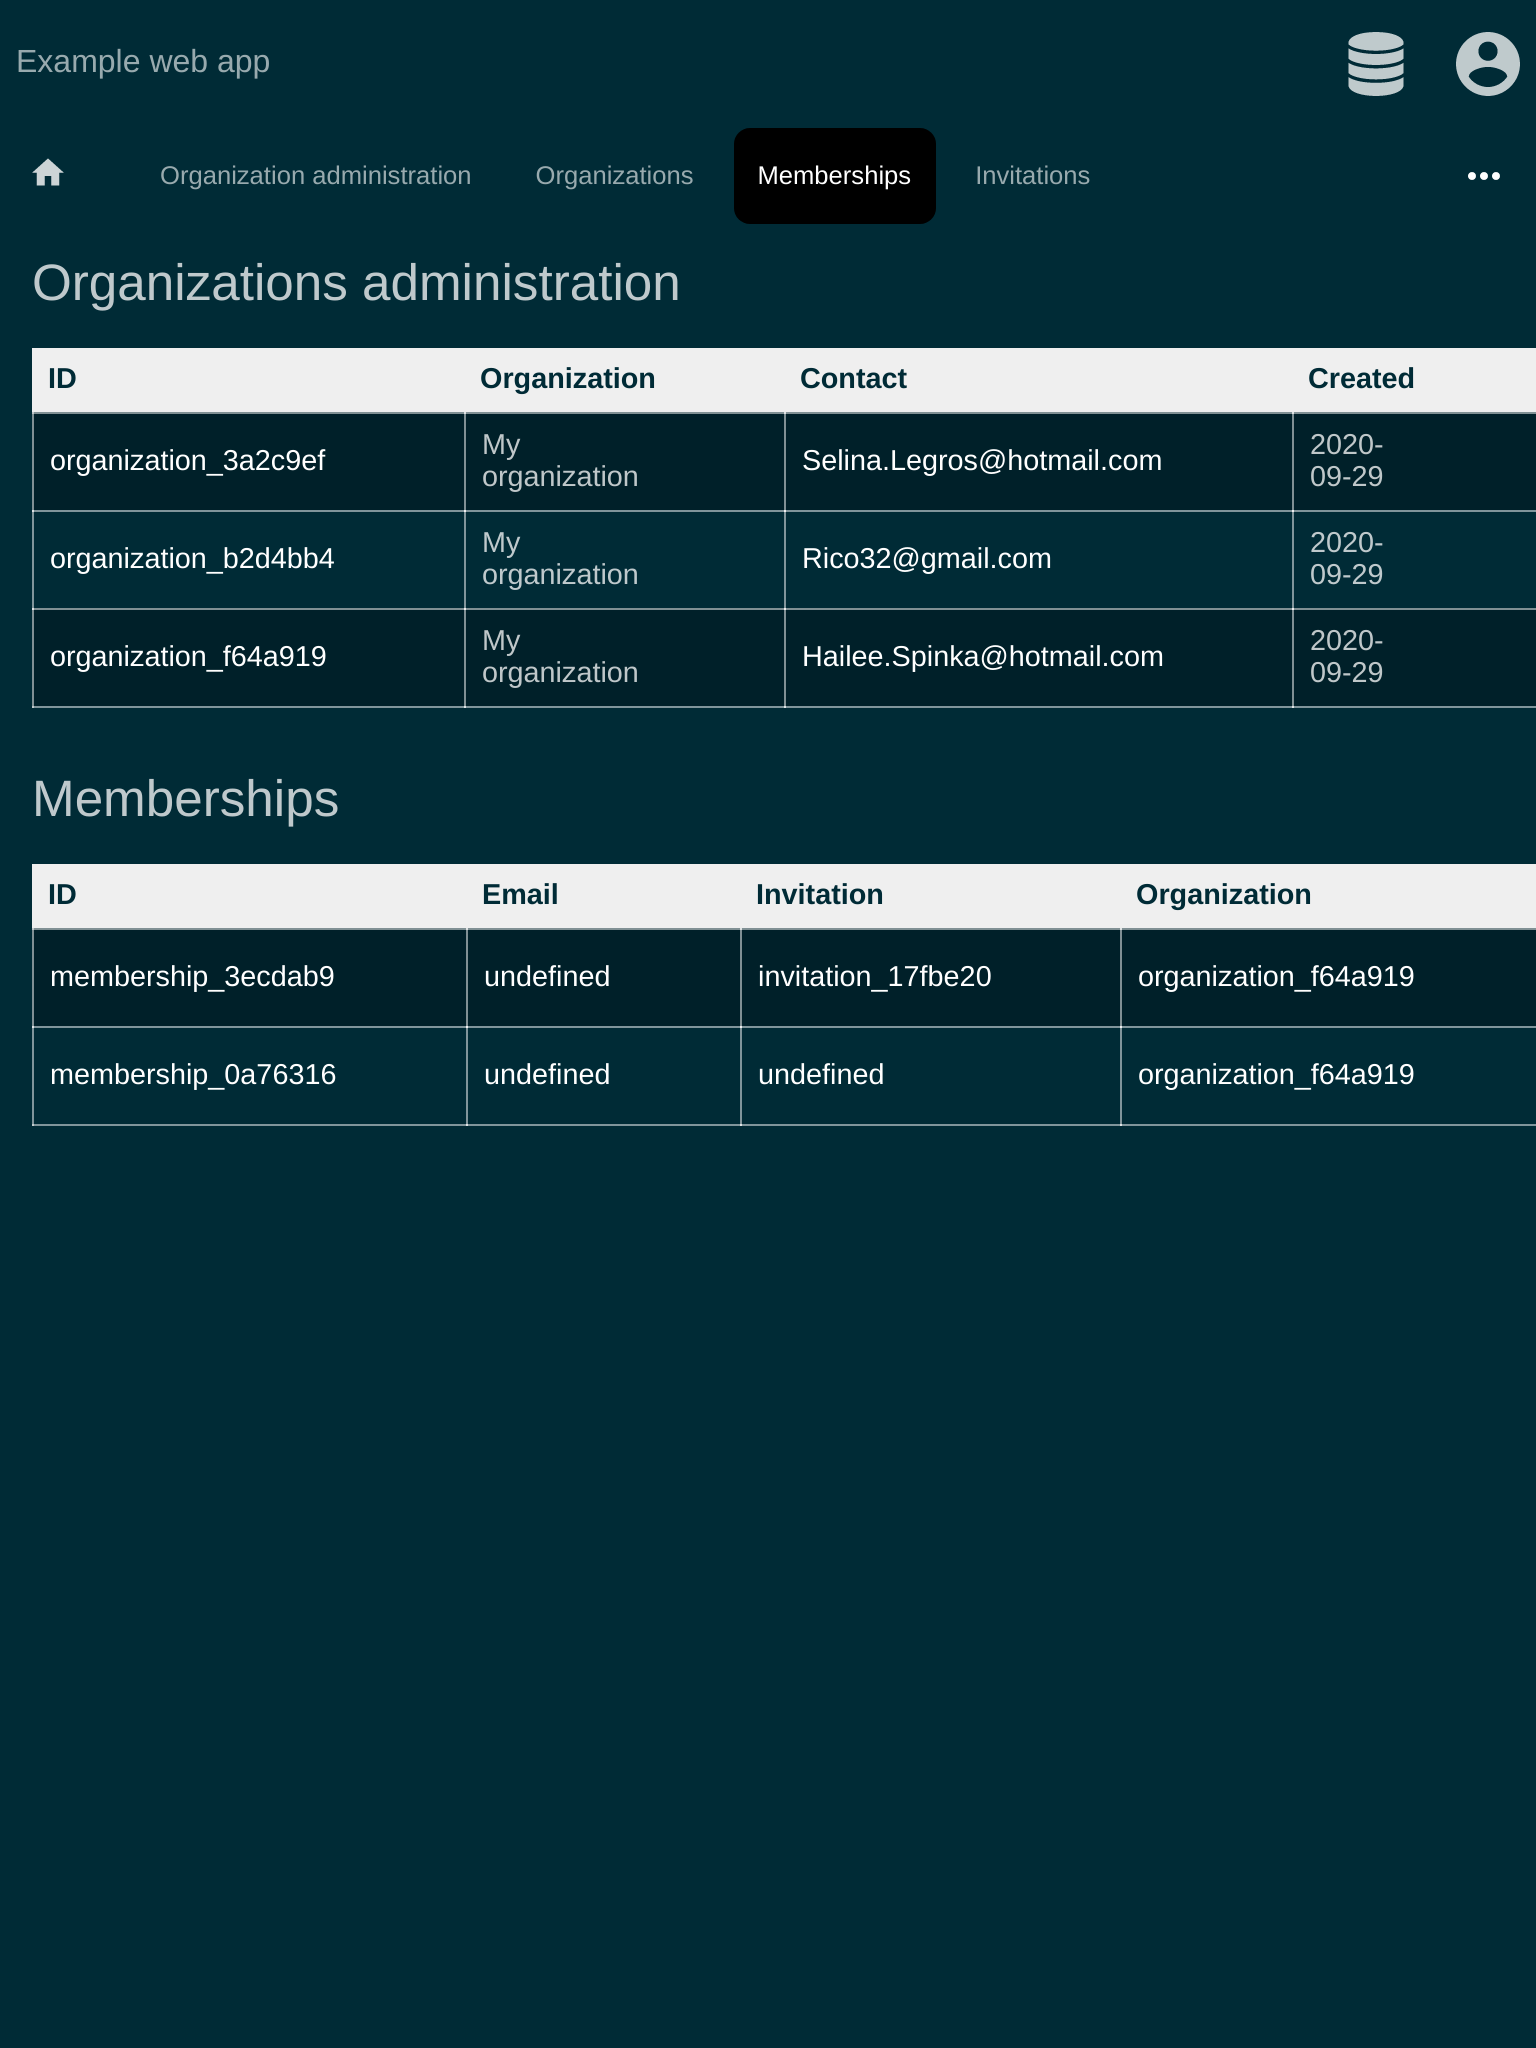 Example web app
Organization administration Organizations Memberships Invitations
Organizations administration
ID Organization Contact Created
organization_3a2c9ef My organization Selina.Legros@hotmail.com 2020-09-29
organization_b2d4bb4 My organization Rico32@gmail.com 2020-09-29
organization_f64a919 My organization Hailee.Spinka@hotmail.com 2020-09-29
Memberships
ID Email Invitation Organization
membership_3ecdab9 undefined invitation_17fbe20 organization_f64a919
membership_0a76316 undefined undefined organization_f64a919